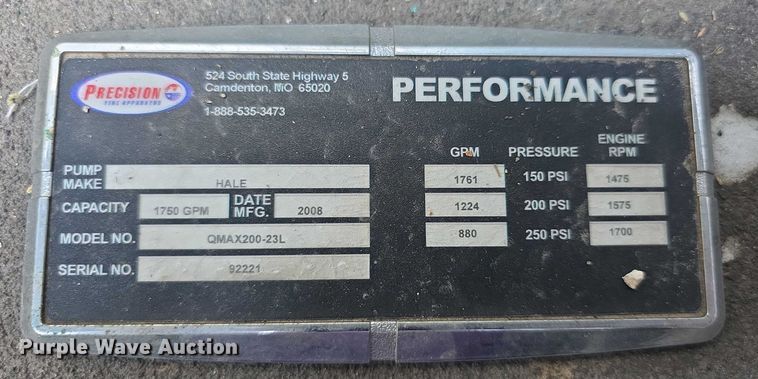 PRECISION
FIRE APPARATUS
524 South State Highway 5
Camdenton, MO 65020
1-888-535-3473
PERFORMANCE
PUMP MAKE HALE
CAPACITY 1750 GPM DATE MFG. 2008
MODEL NO. QMAX200-23L
SERIAL NO. 92221
GPM PRESSURE ENGINE RPM
1761 150 PSI 1475
1224 200 PSI 1575
880 250 PSI 1700
Purple Wave Auction